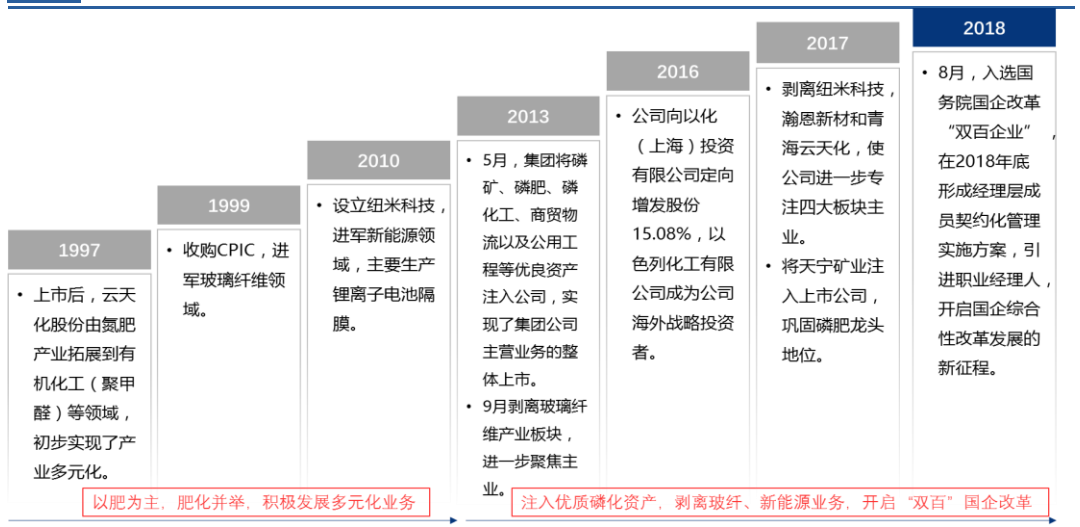 1997
• 上市后，云天
化股份由氮肥
产业拓展到有
机化工（聚甲
醛）等领域，
初步实现了产
业多元化。
1999
• 收购CPIC，进
军玻璃纤维领
域。
2010
• 设立纽米科技，
进军新能源领
域，主要生产
锂离子电池隔
膜。
2013
• 5月，集团将磷
矿、磷肥、磷
化工、商贸物
流以及公用工
程等优良资产
注入公司，实
现了集团公司
主营业务的整
体上市。
• 9月剥离玻璃纤
维产业板块，
进一步聚焦主
业。
2016
• 公司向以化
（上海）投资
有限公司定向
增发股份
15.08%，以
色列化工有限
公司成为公司
海外战略投资
者。
2017
• 剥离纽米科技，
瀚恩新材和青
海云天化，使
公司进一步专
注四大板块主
业。
• 将天宁矿业注
入上市公司，
巩固磷肥龙头
地位。
2018
• 8月，入选国
务院国企改革
“双百企业”，
在2018年底
形成经理层成
员契约化管理
实施方案，引
进职业经理人，
开启国企综合
性改革发展的
新征程。
以肥为主，肥化并举，积极发展多元化业务
注入优质磷化资产，剥离玻纤、新能源业务，开启“双百”国企改革